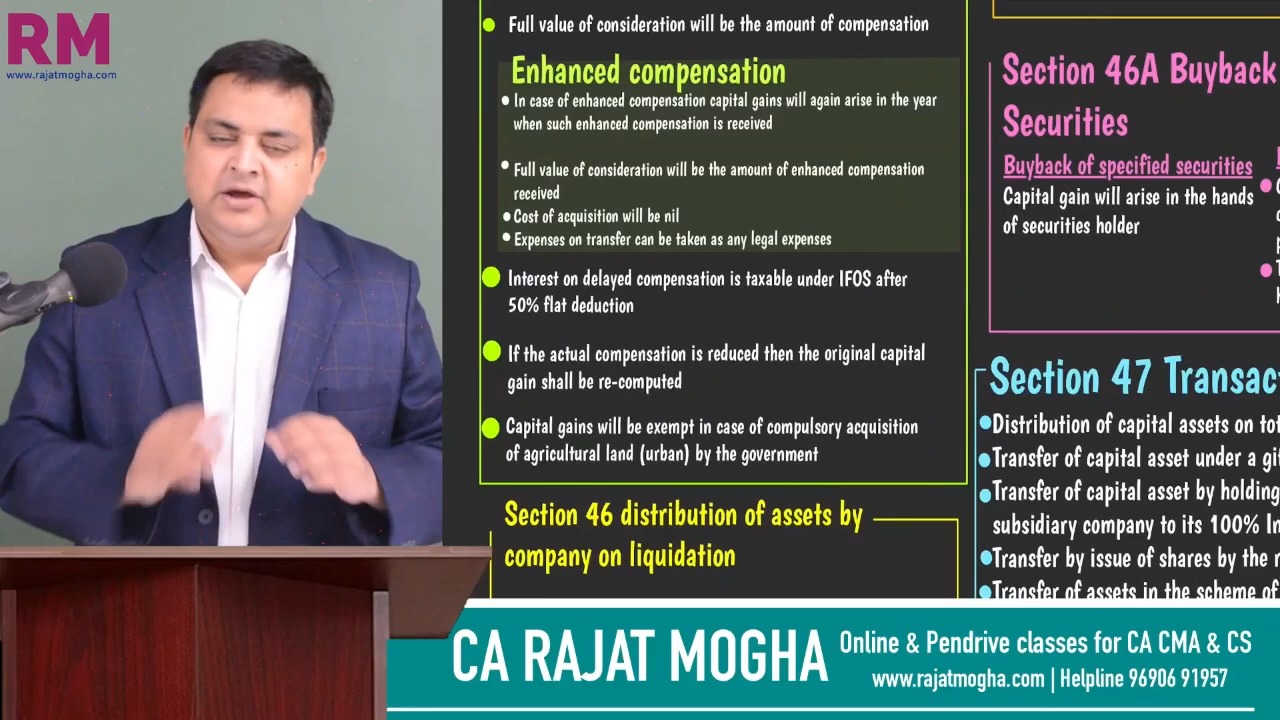 RM
www.rajatmogha.com
Full value of consideration will be the amount of compensation
Enhanced compensation
In case of enhanced compensation capital gains will again arise in the year
when such enhanced compensation is received
Full value of consideration will be the amount of enhanced compensation
received
Cost of acquisition will be nil
Expenses on transfer can be taken as any legal expenses
Interest on delayed compensation is taxable under IFOS after
50% flat deduction
If the actual compensation is reduced then the original capital
gain shall be re-computed
Capital gains will be exempt in case of compulsory acquisition
of agricultural land (urban) by the government
Section 46 distribution of assets by
company on liquidation
Section 46A Buyback
Securities
Buyback of specified securities
Capital gain will arise in the hands
of securities holder
Section 47 Transac
Distribution of capital assets on tot
Transfer of capital asset under a gif
Transfer of capital asset by holding
subsidiary company to its 100% In
Transfer by issue of shares by the r
Transfer of assets in the scheme of
CA RAJAT MOGHA
Online & Pendrive classes for CA CMA & CS
www.rajatmogha.com | Helpline 96906 91957